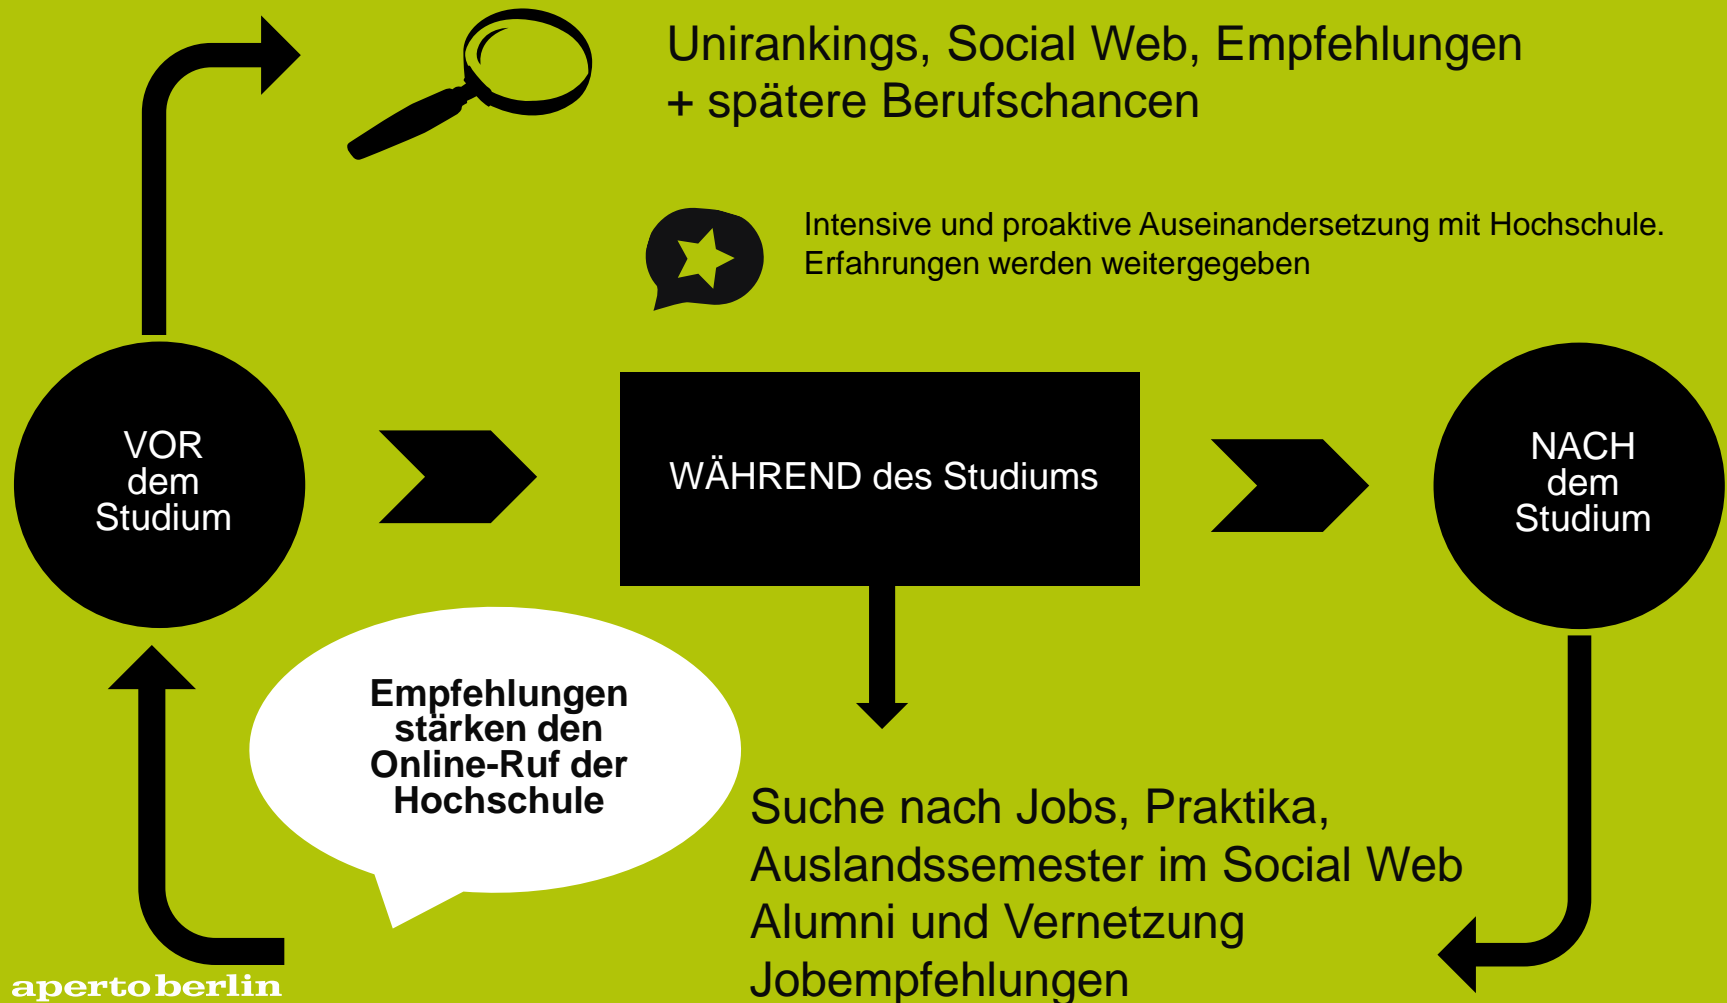 Unirankings, Social Web, Empfehlungen
+ spätere Berufschancen
Intensive und proaktive Auseinandersetzung mit Hochschule.
Erfahrungen werden weitergegeben
VOR
dem
Studium
WÄHREND des Studiums
NACH
dem
Studium
Empfehlungen
stärken den
Online-Ruf der
Hochschule
Suche nach Jobs, Praktika,
Auslandssemester im Social Web
Alumni und Vernetzung
Jobempfehlungen
apertoberlin